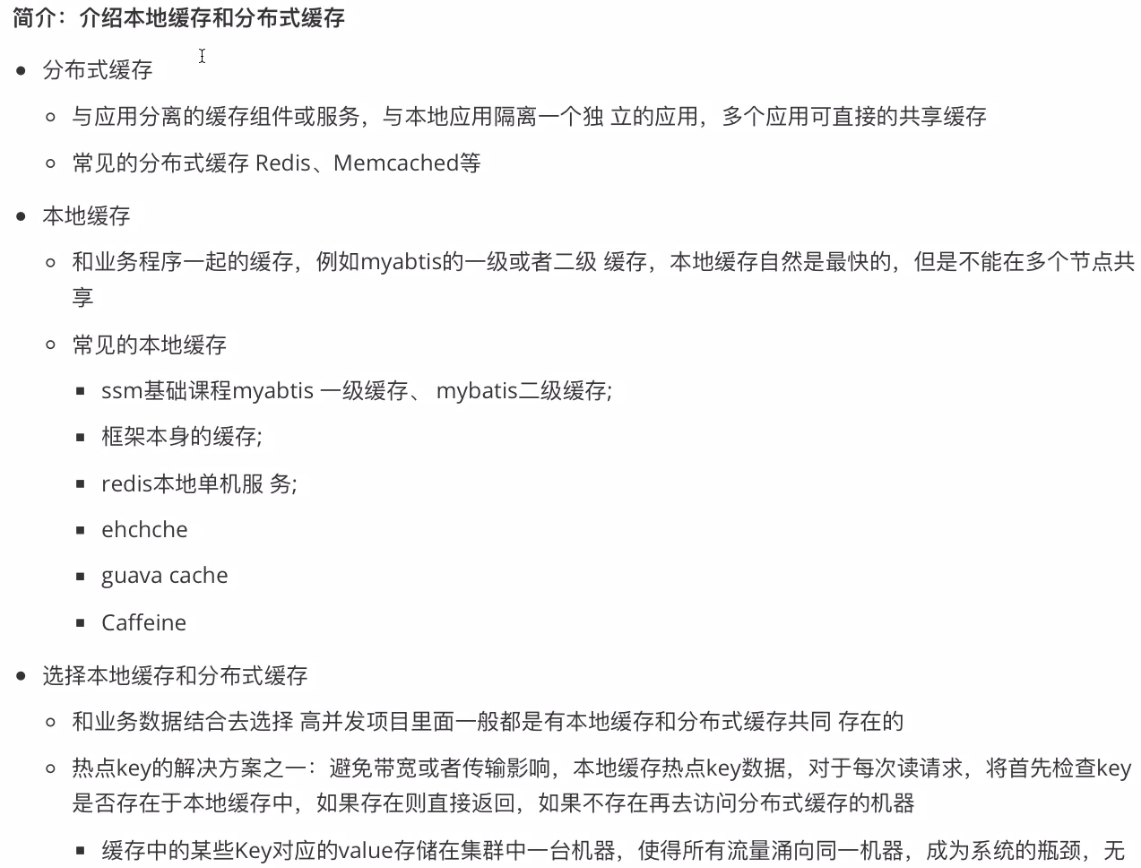 简介：介绍本地缓存和分布式缓存
分布式缓存
与应用分离的缓存组件或服务，与本地应用隔离一个独 立的应用，多个应用可直接的共享缓存
常见的分布式缓存 Redis、Memcached等
本地缓存
和业务程序一起的缓存，例如myabtis的一级或者二级 缓存，本地缓存自然是最快的，但是不能在多个节点共
享
常见的本地缓存
ssm基础课程myabtis 一级缓存、 mybatis二级缓存;
框架本身的缓存;
redis本地单机服 务;
ehchche
guava cache
Caffeine
选择本地缓存和分布式缓存
和业务数据结合去选择 高并发项目里面一般都是有本地缓存和分布式缓存共同 存在的
热点key的解决方案之一：避免带宽或者传输影响，本地缓存热点key数据，对于每次读请求，将首先检查key
是否存在于本地缓存中，如果存在则直接返回，如果不存在再去访问分布式缓存的机器
缓存中的某些Key对应的value存储在集群中一台机器，使得所有流量涌向同一机器，成为系统的瓶颈，无